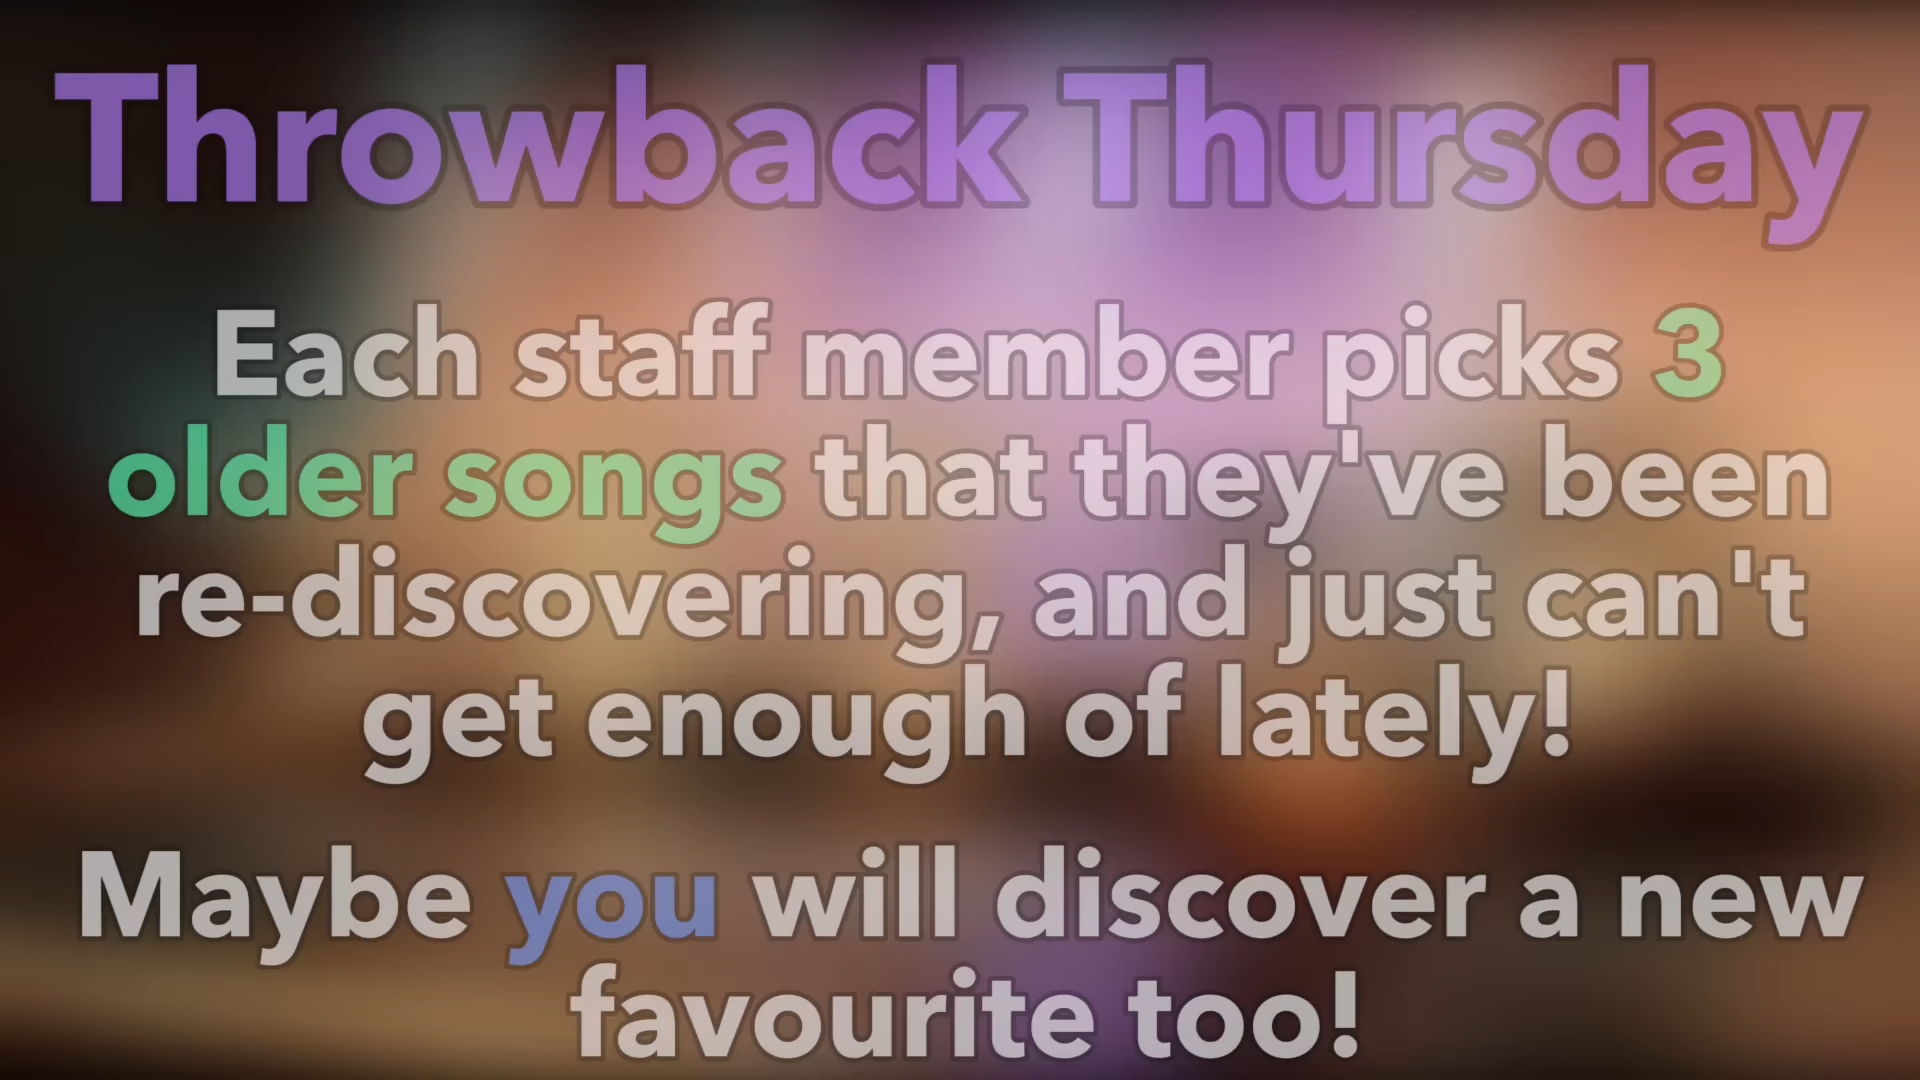 Throwback Thursday
Each staff member picks 3
older songs that they've been
re-discovering, and just can't
get enough of lately!
Maybe you will discover a new
favourite too!